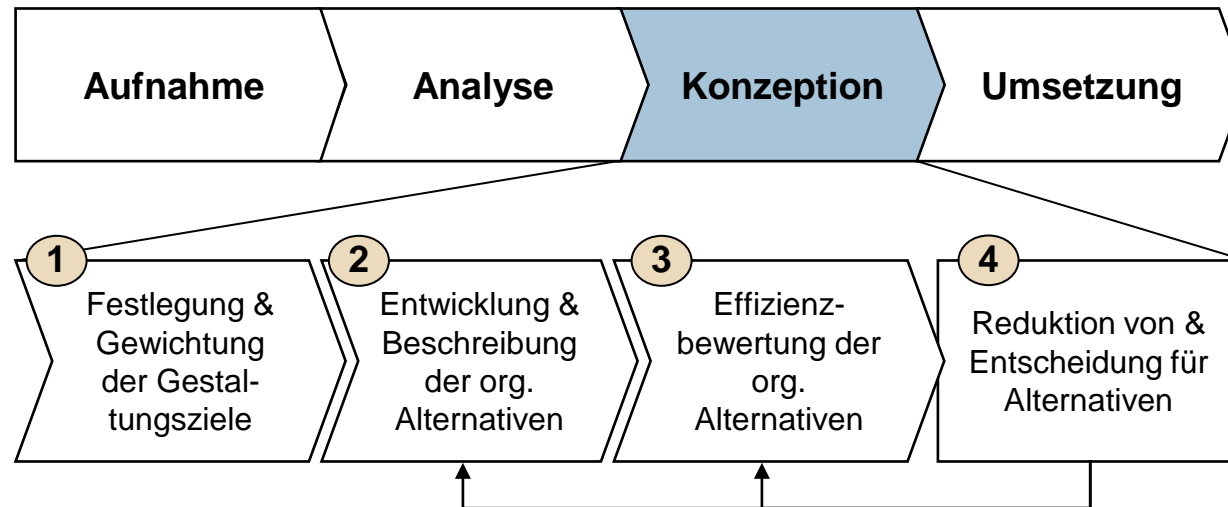 Aufnahme
Analyse
Konzeption
Umsetzung
1
Festlegung &
Gewichtung
der Gestal-
tungsziele
2
Entwicklung &
Beschreibung
der org.
Alternativen
3
Effizienz-
bewertung der
org.
Alternativen
4
Reduktion von &
Entscheidung für
Alternativen